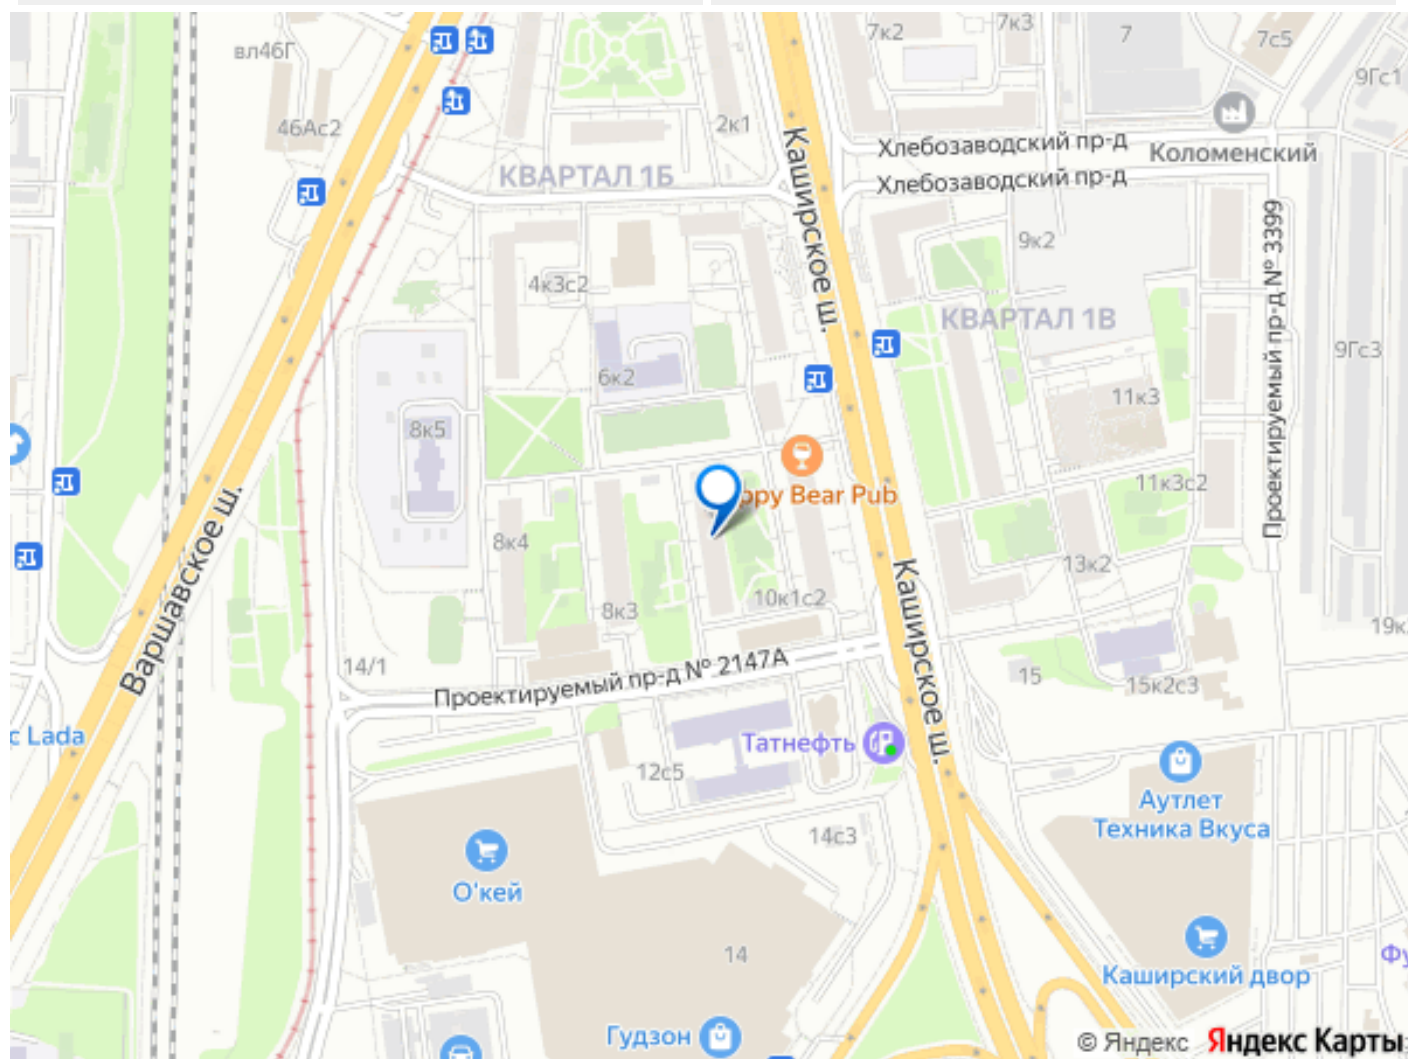 7к2
7к3
7
7с5
вл46Г
9Гс1
46Ас2
2к1
Хлебозаводский пр-д
Коломенский
КВАРТАЛ 1Б
Хлебозаводский пр-д
Каширское ш.
9к2
Проектируемый пр-д № 3399
4к3с2
КВАРТАЛ 1В
9Гс3
6к2
11к3
8к5
11к3с2
ppy Bear Pub
Варшавское ш.
8к4
13к2
8к3
10к1с2
Каширское ш.
19к
14/1
Проектируемый пр-д № 2147А
15
15к2с3
с Lada
Татнефть
12с5
Аутлет
Техника Вкуса
14с3
О'кей
14
Каширский двор
Фу
Гудзон
© Яндекс Яндекс Карты